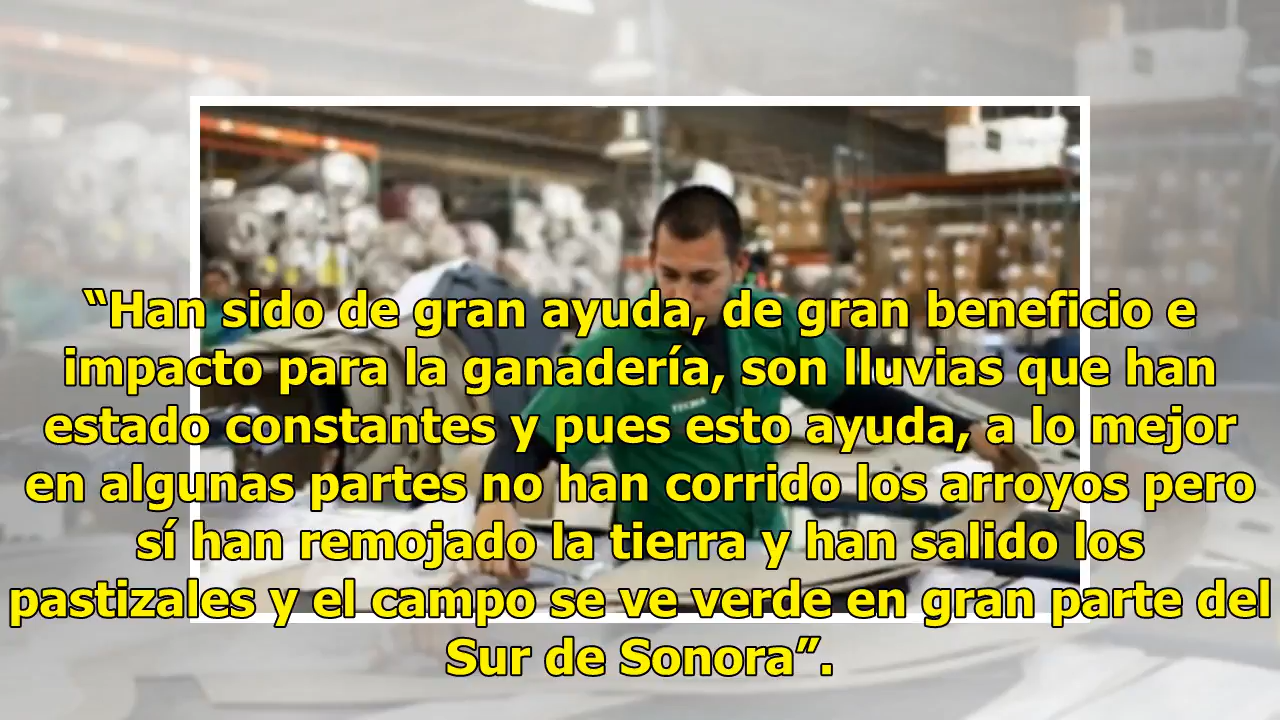 “Han sido de gran ayuda, de gran beneficio e
impacto para la ganadería, son lluvias que han
estado constantes y pues esto ayuda, a lo mejor
en algunas partes no han corrido los arroyos pero
sí han remojado la tierra y han salido los
pastizales y el campo se ve verde en gran parte del
Sur de Sonora”.